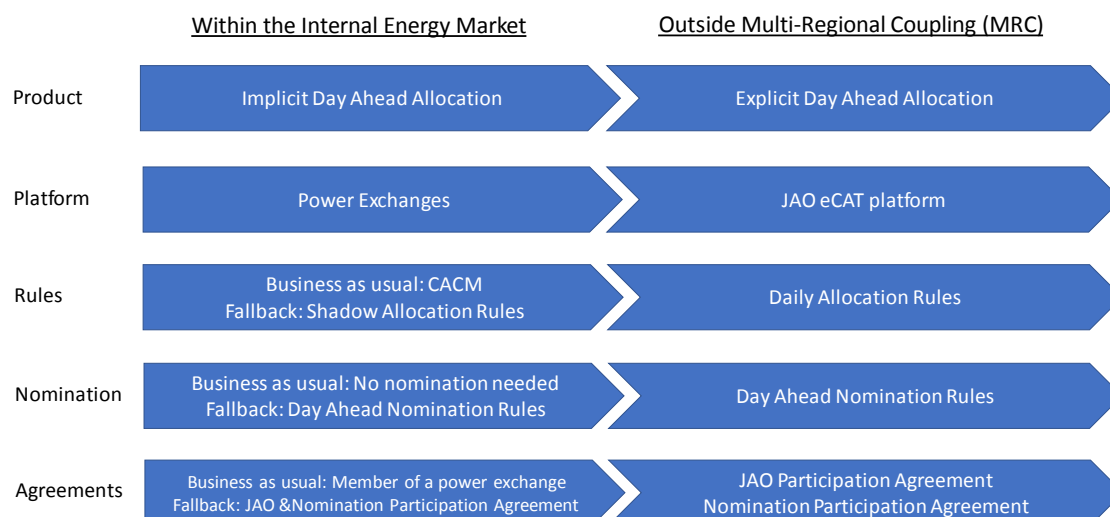 Within the Internal Energy Market
Outside Multi-Regional Coupling (MRC)
Product
Implicit Day Ahead Allocation
Explicit Day Ahead Allocation
Platform
Power Exchanges
JAO eCAT platform
Rules
Business as usual: CACM
Fallback: Shadow Allocation Rules
Daily Allocation Rules
Nomination
Business as usual: No nomination needed
Fallback: Day Ahead Nomination Rules
Day Ahead Nomination Rules
Agreements
Business as usual: Member of a power exchange
Fallback: JAO &Nomination Participation Agreement
JAO Participation Agreement
Nomination Participation Agreement